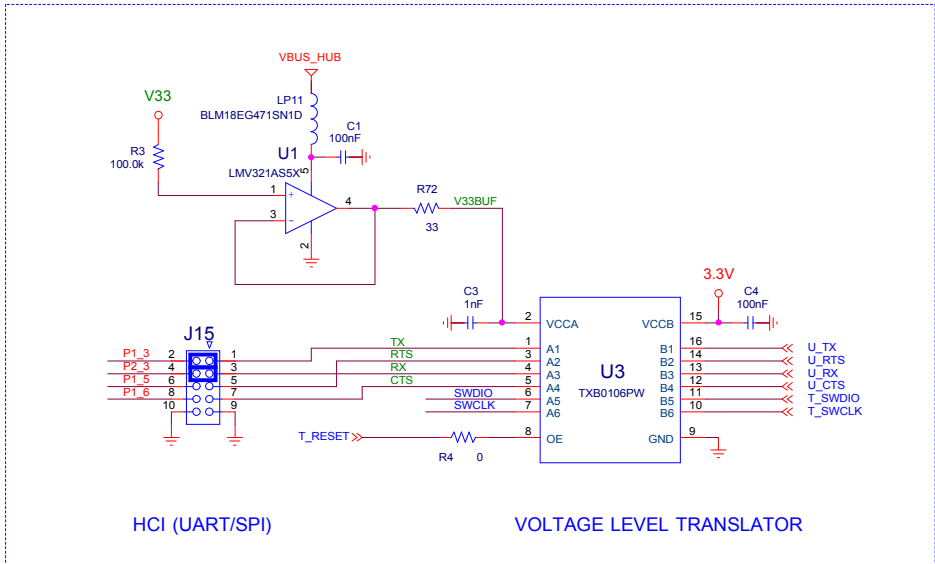 VBUS_HUB
V33
LP11
BLM18EG471SN1D
C1
100nF
R3
100.0k
U1
LMV321AS5X
5
1
+
3
−
4
2
R72
33
V33BUF
3.3V
C3
1nF
C4
100nF
2 VCCA VCCB 15
J15
P1_3 2 1 TX 1 A1 B1 16 U_TX
RTS 3 A2 B2 14 U_RTS
P2_3 4 3 RX 4 A3 B3 13 U_RX
P1_5 6 5 CTS 5 A4 B4 12 U_CTS
P1_6 8 7 SWDIO 6 A5 B5 11 T_SWDIO
10 9 SWCLK 7 A6 B6 10 T_SWCLK
U3
TXB0106PW
T_RESET 8 OE GND 9
R4 0
HCI (UART/SPI)
VOLTAGE LEVEL TRANSLATOR